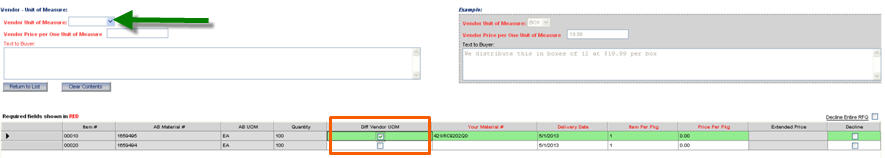 Vendor - Unit of Measure:
Vendor Unit of Measure:
Vendor Price per One Unit of Measure
Text to Buyer:
Return to List
Clear Contents
Example:
Vendor Unit of Measure:
BOX
Vendor Price per One Unit of Measure
10.99
Text to Buyer:
We distribute this in boxes of 12 at $10.99 per box
Required fields shown in RED
Decline Entire RFQ
Item # AB Material # AB UOM Quantity Diff Vendor UOM Your Material # Delivery Date Item Per Pkg Price Per Pkg Extended Price Decline
00010 1659495 EA 100 5/1/2013 1 0.00
00020 1659494 EA 100 5/1/2013 1 0.00